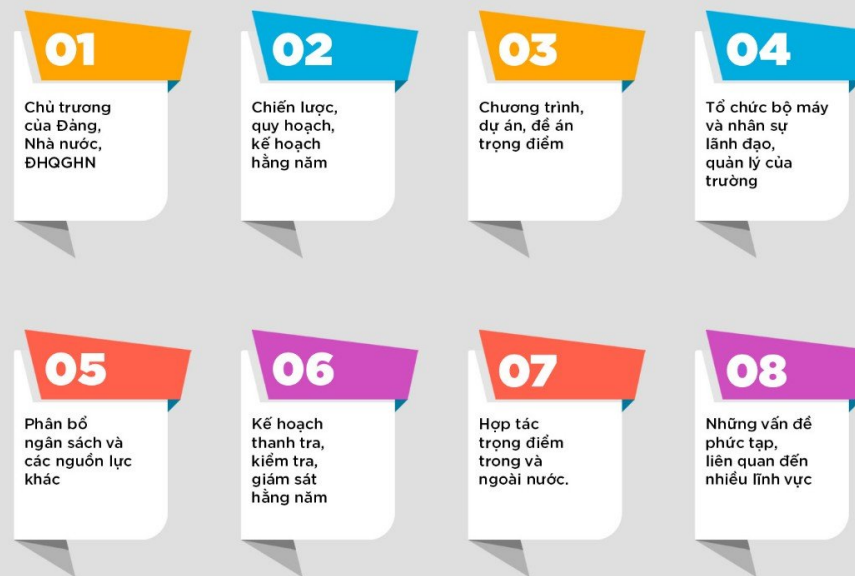 01
Chủ trương
của Đảng,
Nhà nước,
ĐHQGHN
02
Chiến lược,
quy hoạch,
kế hoạch
hằng năm
03
Chương trình,
dự án, đề án
trọng điểm
04
Tổ chức bộ máy
và nhân sự
lãnh đạo,
quản lý của
trường
05
Phân bổ
ngân sách và
các nguồn lực
khác
06
Kế hoạch
thanh tra,
kiểm tra,
giám sát
hằng năm
07
Hợp tác
trọng điểm
trong và
ngoài nước.
08
Những vấn đề
phức tạp,
liên quan đến
nhiều lĩnh vực